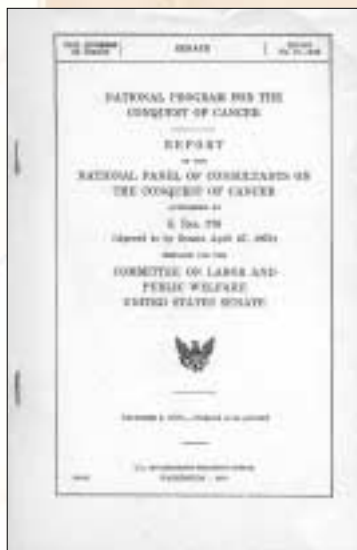 SENATE
NATIONAL PROGRAM FOR THE
CONQUEST OF CANCER
REPORT
OF THE
NATIONAL PANEL OF CONSULTANTS ON
THE CONQUEST OF CANCER
AUTHORIZED BY
S. Res. 376
(Agreed to by Senate April 27, 1970)
PREPARED FOR THE
COMMITTEE ON LABOR AND
PUBLIC WELFARE
UNITED STATES SENATE
U.S. GOVERNMENT PRINTING OFFICE
WASHINGTON :